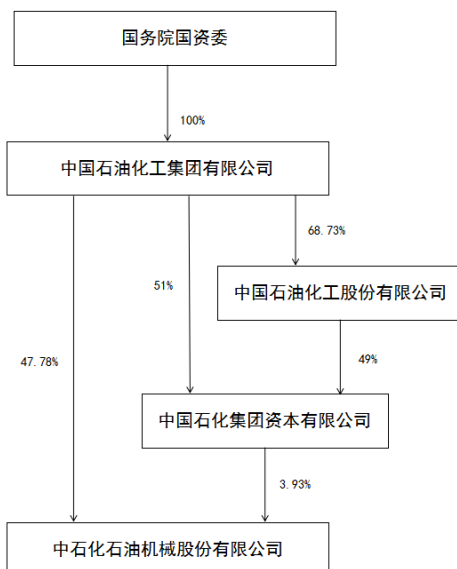 国务院国资委
100%
中国石油化工集团有限公司
68.73%
中国石油化工股份有限公司
51%
47.78%
49%
中国石化集团资本有限公司
3.93%
中石化石油机械股份有限公司